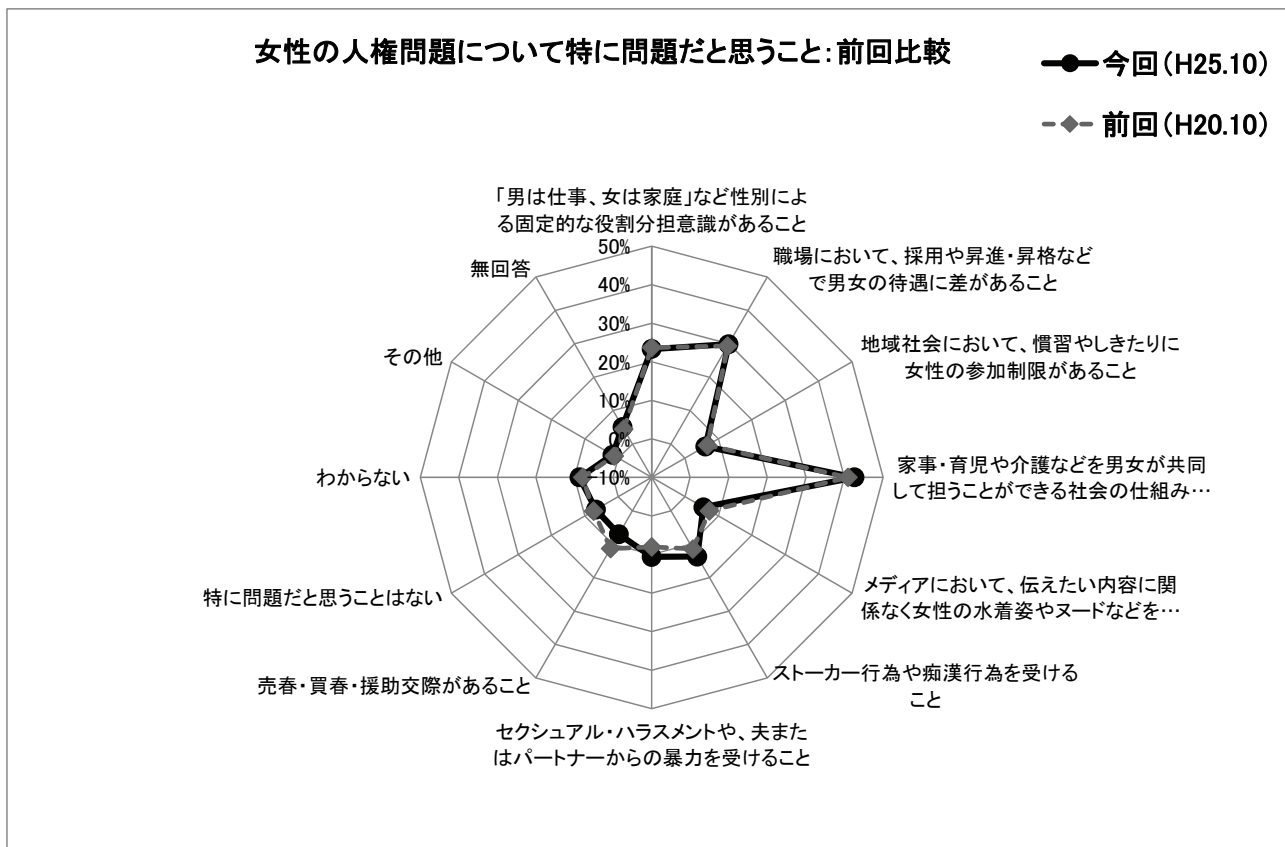 女性の人権問題について特に問題だと思うこと：前回比較
今回（H25.10）
前回（H20.10）
「男は仕事、女は家庭」など性別によ
る固定的な役割分担意識があること
職場において、採用や昇進・昇格など
で男女の待遇に差があること
地域社会において、慣習やしきたりに
女性の参加制限があること
家事・育児や介護などを男女が共同
して担うことができる社会の仕組み…
メディアにおいて、伝えたい内容に関
係なく女性の水着姿やヌードなどを…
ストーカー行為や痴漢行為を受ける
こと
セクシュアル・ハラスメントや、夫また
はパートナーからの暴力を受けること
売春・買春・援助交際があること
特に問題だと思うことはない
わからない
その他
無回答
50%
40%
30%
20%
10%
0%
-10%